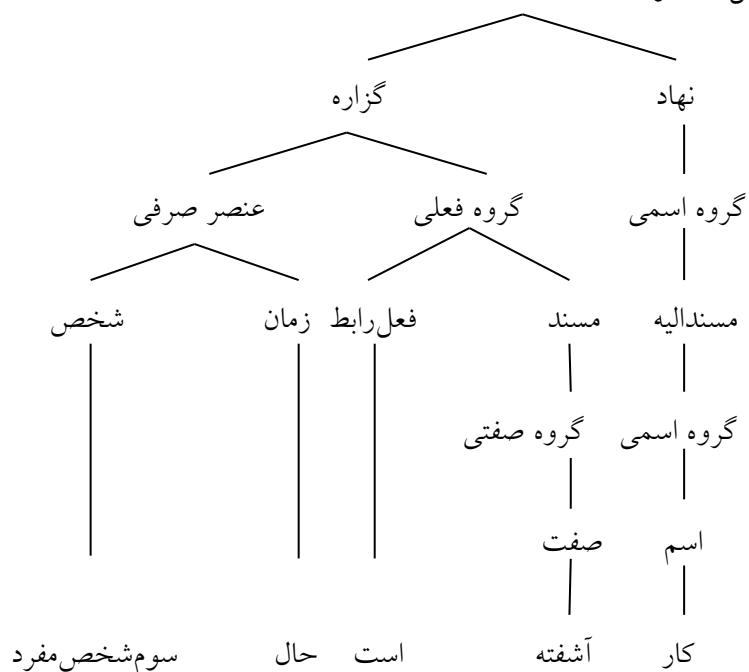 نهاد گزاره
گروه اسمی گروه فعلی عنصر صرفی
مسندالیه مسند فعل‌رابط زمان شخص
گروه اسمی گروه صفتی
اسم صفت
کار آشفته است حال سوم‌شخص‌مفرد